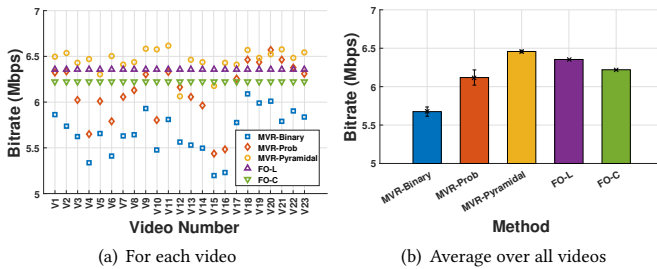 Bitrate (Mbps)
7
6.5
6
5.5
5
MVR-Binary
MVR-Prob
MVR-Pyramidal
FO-L
FO-C
V1 V2 V3 V4 V5 V6 V7 V8 V9 V10 V11 V12 V13 V14 V15 V16 V17 V18 V19 V20 V21 V22 V23
Video Number
(a) For each video
Bitrate (Mbps)
7
6.5
6
5.5
5
MVR-Binary MVR-Prob MVR-Pyramidal FO-L FO-C
Method
(b) Average over all videos